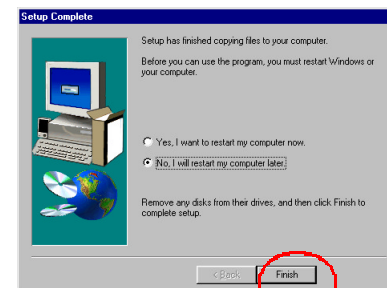 Setup Complete
Setup has finished copying files to your computer.
Before you can use the program, you must restart Windows or
your computer.
Yes, I want to restart my computer now.
No, I will restart my computer later.
Remove any disks from their drives, and then click Finish to
complete setup.
< Back
Finish